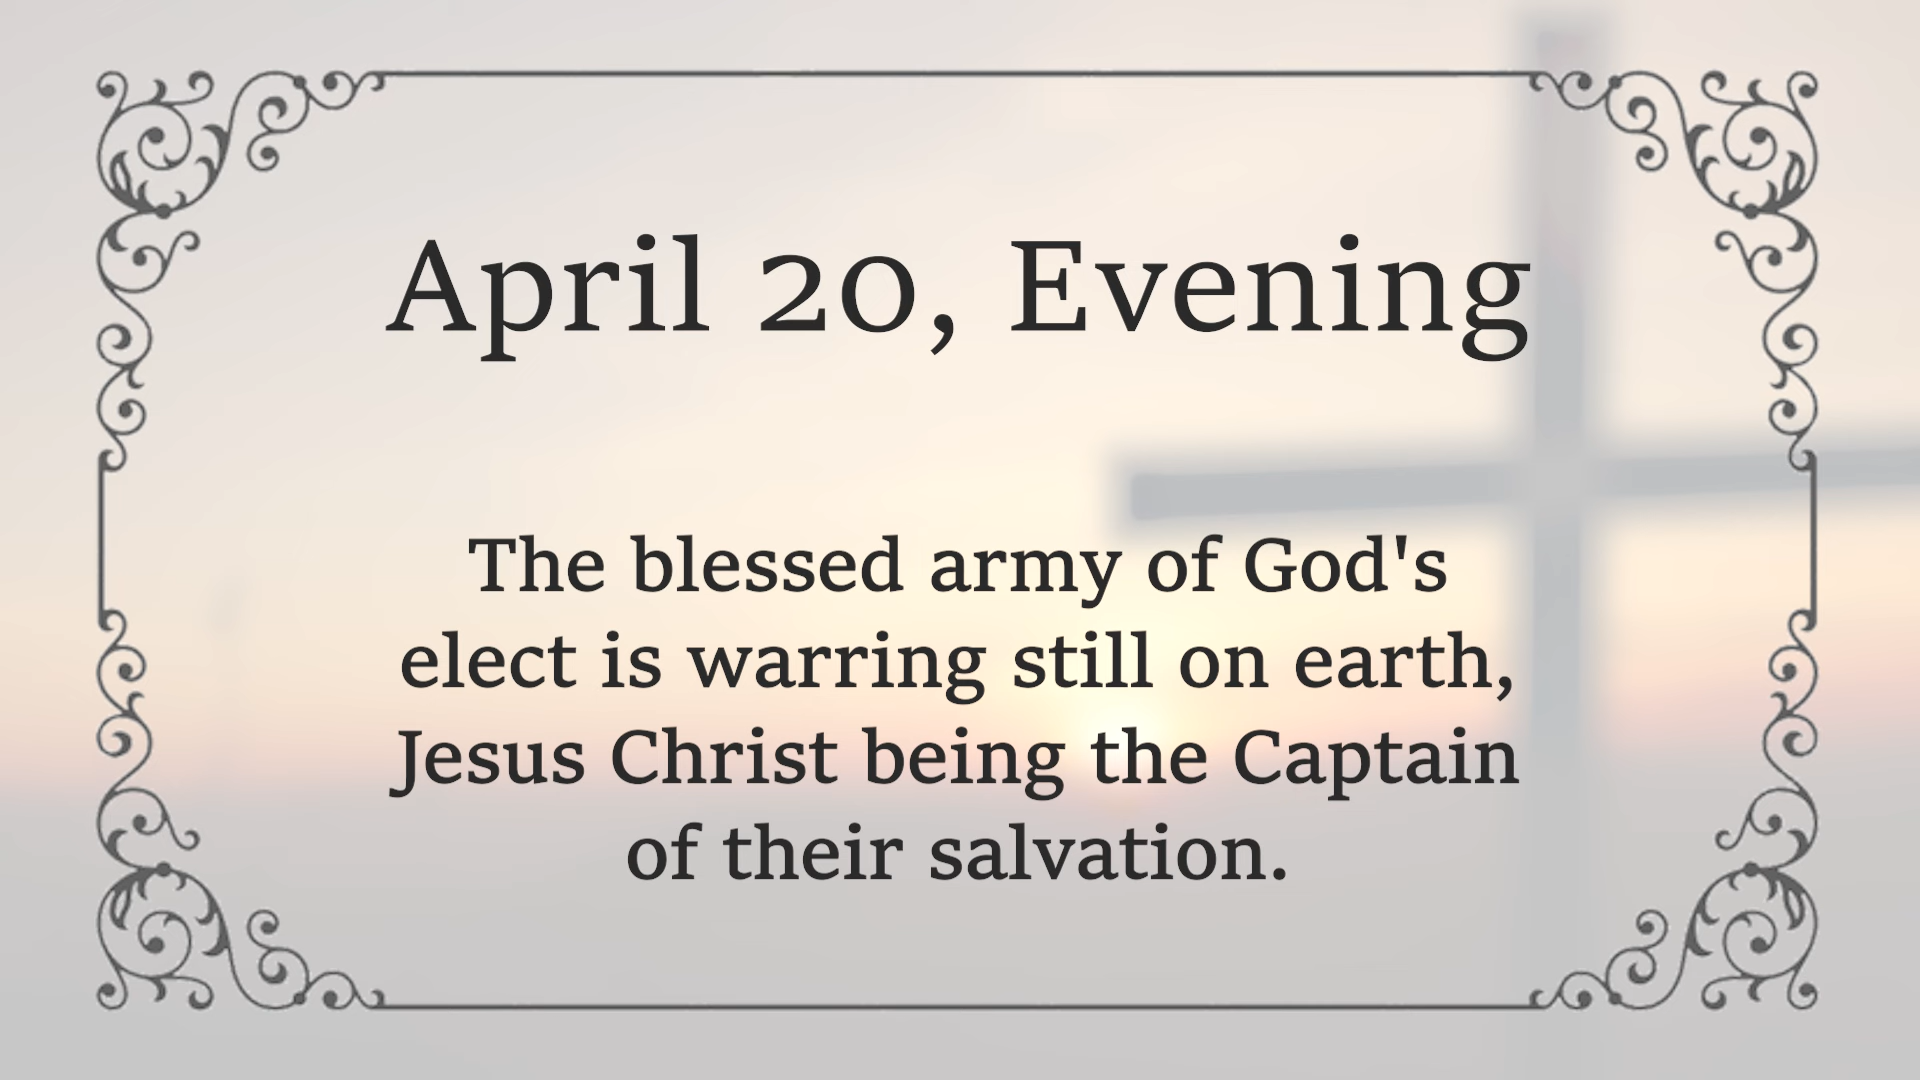 April 20, Evening
The blessed army of God's
elect is warring still on earth,
Jesus Christ being the Captain
of their salvation.